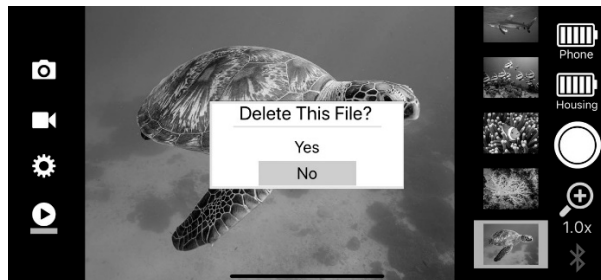 Delete This File?
Yes
No
Phone
Housing
1.0x